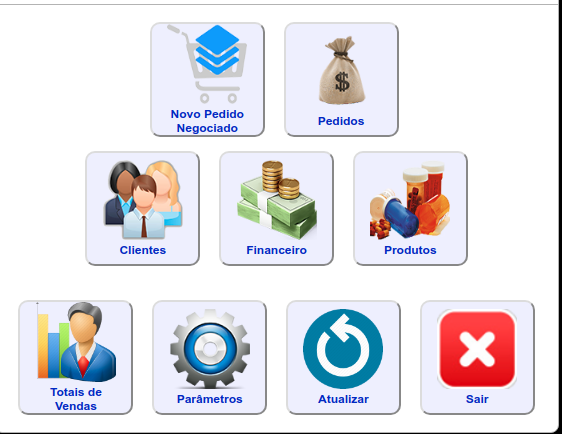 Novo Pedido
Negociado
Pedidos
$
Clientes
Financeiro
Produtos
Totais de
Vendas
Parâmetros
Atualizar
Sair